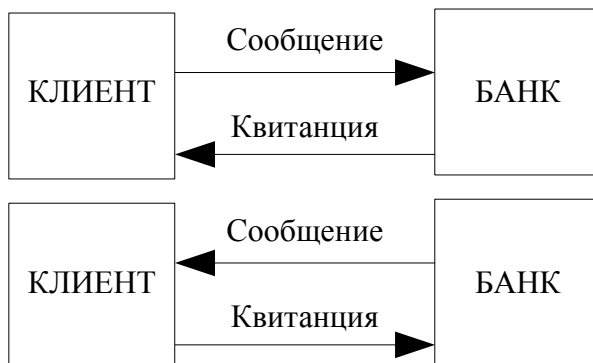 Сообщение
КЛИЕНТ
БАНК
Квитанция
Сообщение
КЛИЕНТ
БАНК
Квитанция